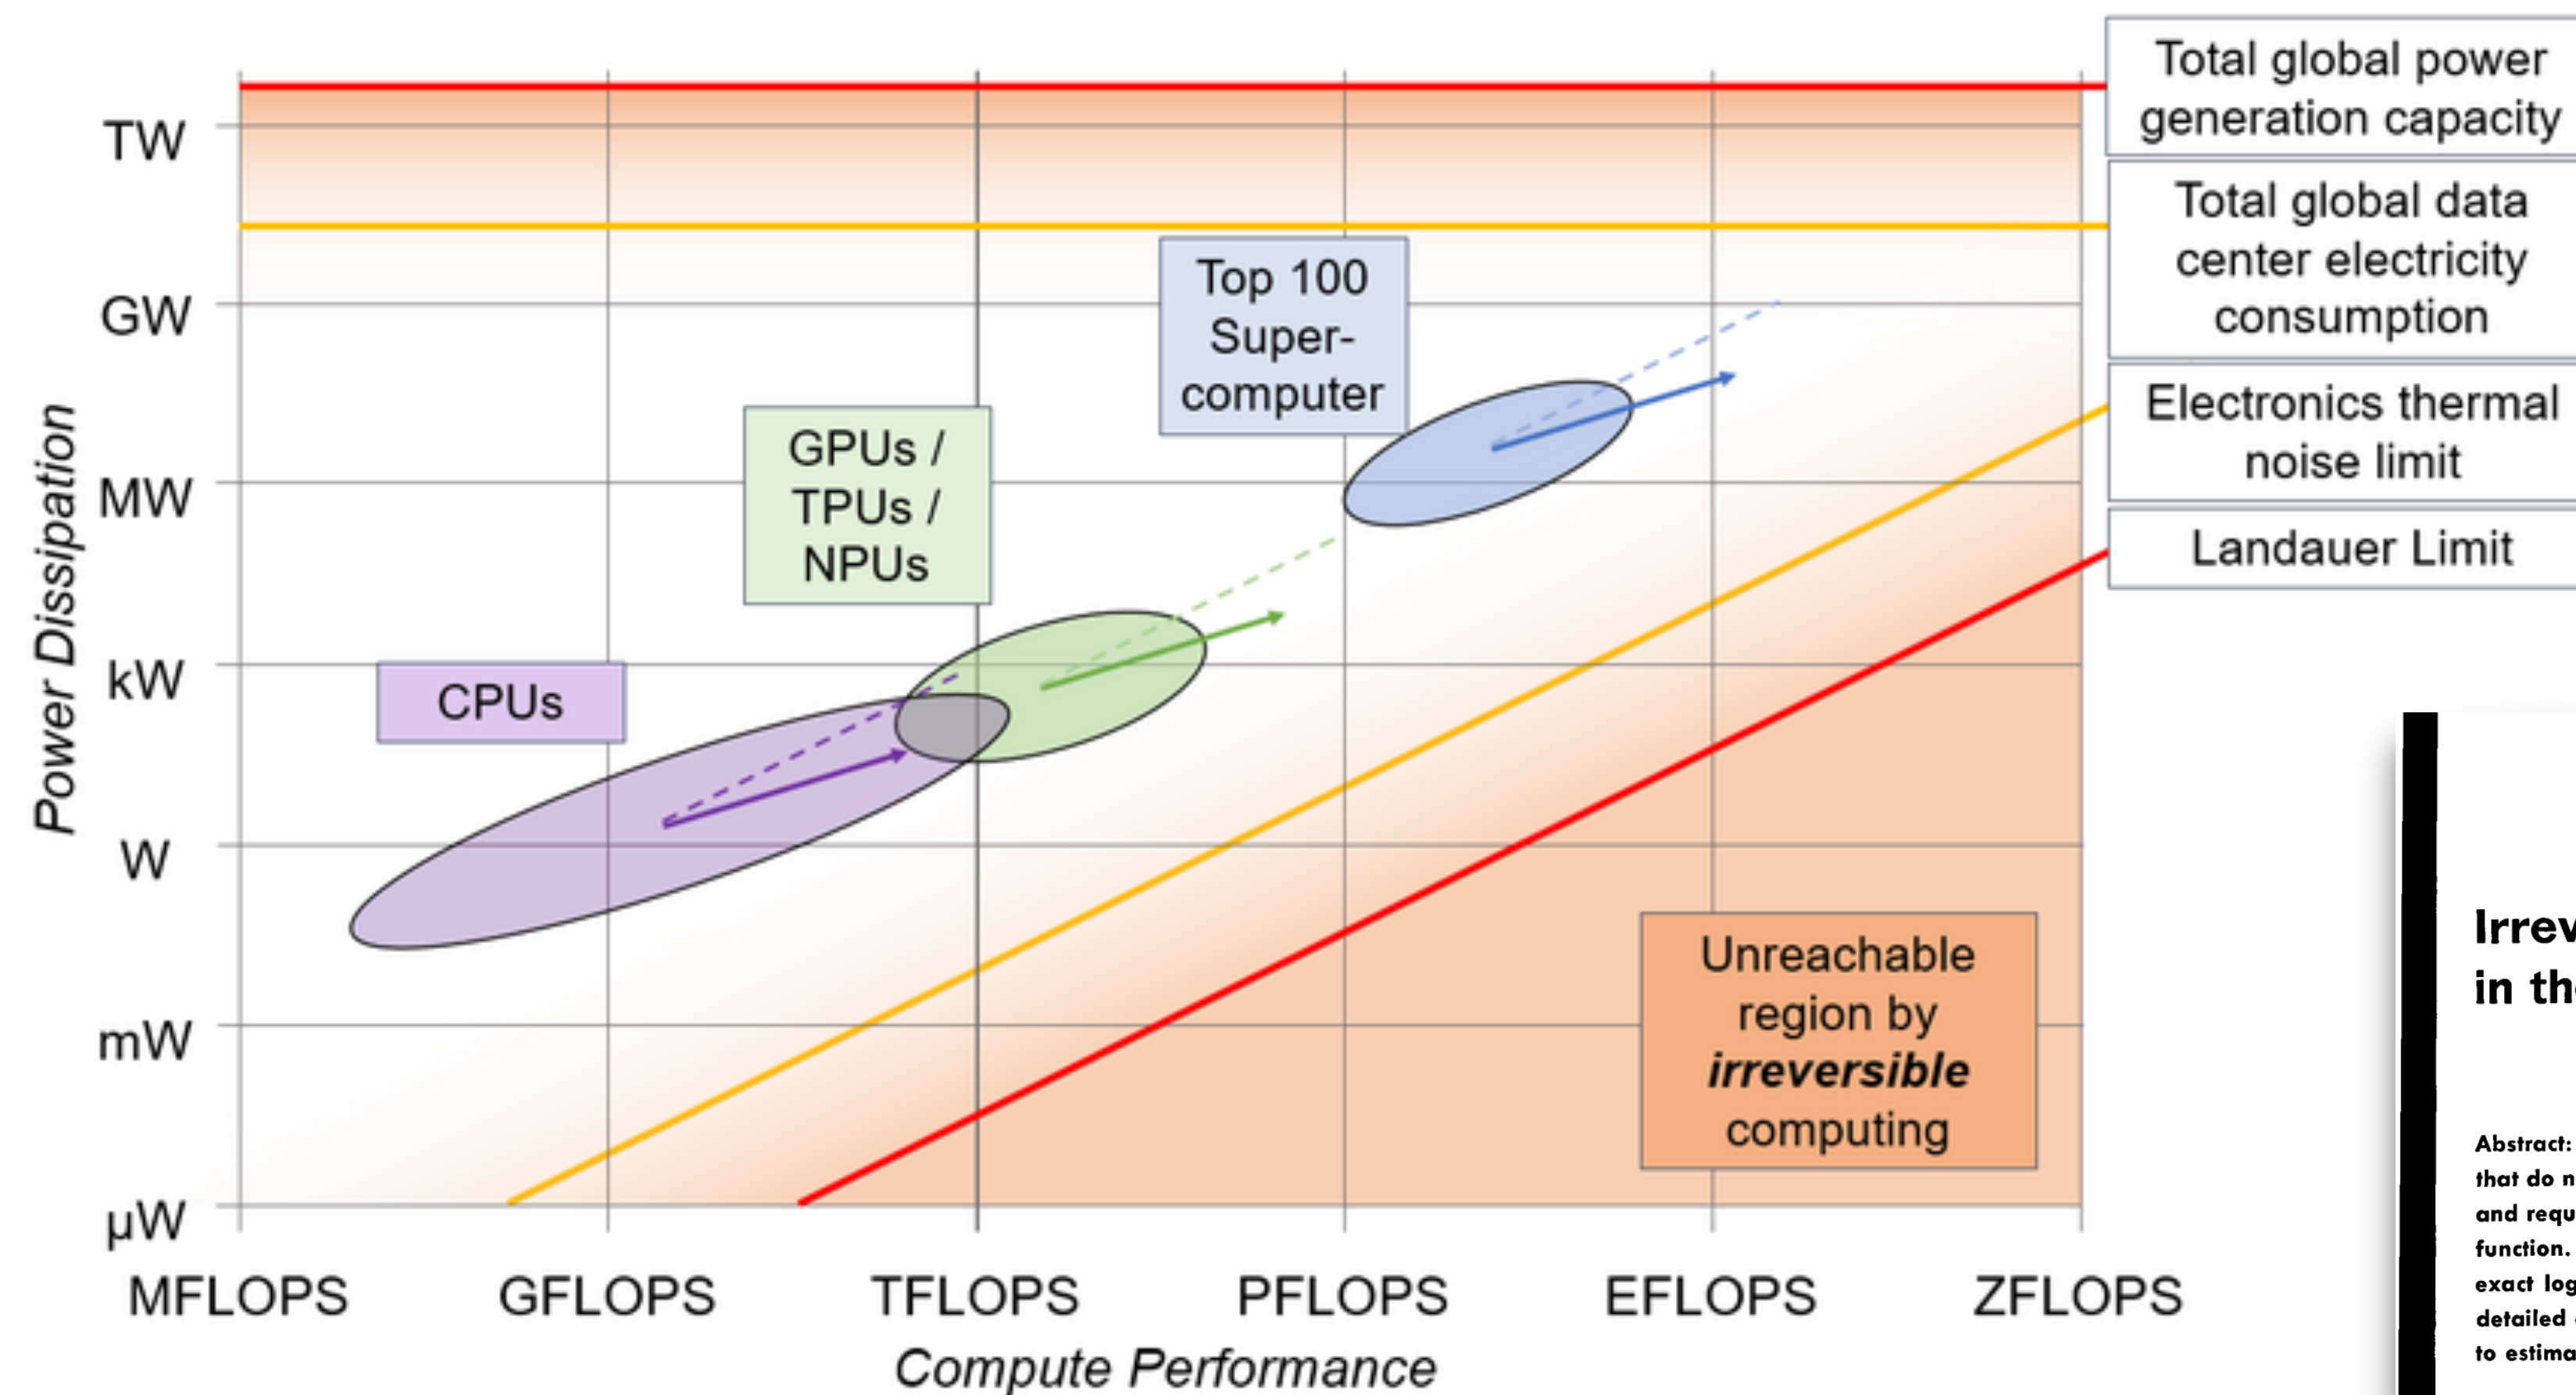 Total global power
generation capacity
Total global data
center electricity
consumption
Electronics thermal
noise limit
Landauer Limit
Top 100
Super-
computer
GPUs /
TPUs /
NPUs
CPUs
Unreachable
region by
irreversible
computing
Power Dissipation
TW
GW
MW
kW
W
mW
µW
MFLOPS
GFLOPS
TFLOPS
PFLOPS
EFLOPS
ZFLOPS
Compute Performance
in
Abstract:
that do
and
function.
exact
detailed
to